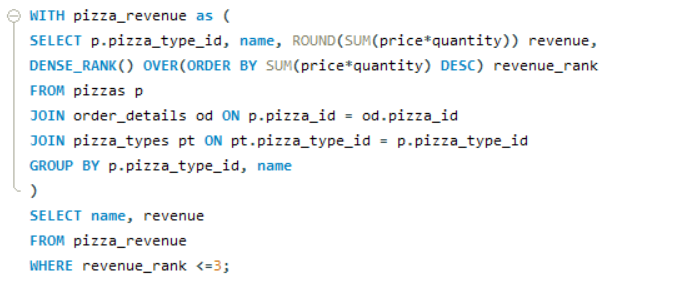 WITH pizza_revenue as (
SELECT p.pizza_type_id, name, ROUND(SUM(price*quantity)) revenue,
DENSE_RANK() OVER(ORDER BY SUM(price*quantity) DESC) revenue_rank
FROM pizzas p
JOIN order_details od ON p.pizza_id = od.pizza_id
JOIN pizza_types pt ON pt.pizza_type_id = p.pizza_type_id
GROUP BY p.pizza_type_id, name
)
SELECT name, revenue
FROM pizza_revenue
WHERE revenue_rank <=3;